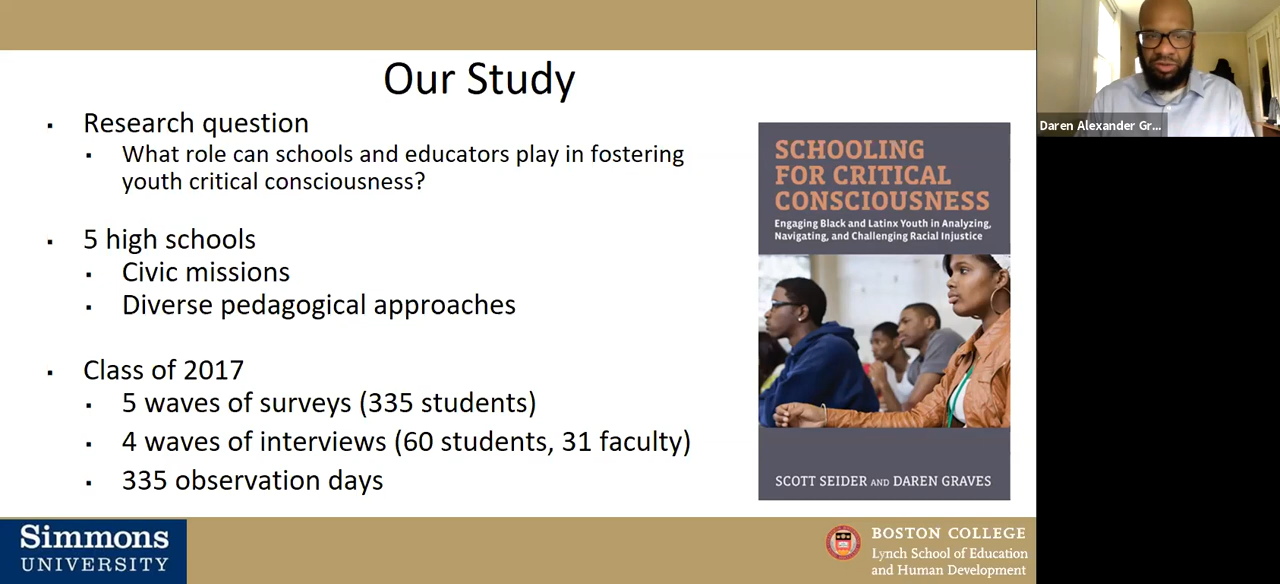 Our Study
▪ Research question
▪ What role can schools and educators play in fostering
youth critical consciousness?
▪ 5 high schools
▪ Civic missions
▪ Diverse pedagogical approaches
▪ Class of 2017
▪ 5 waves of surveys (335 students)
▪ 4 waves of interviews (60 students, 31 faculty)
▪ 335 observation days
SCHOOLING
FOR CRITICAL
CONSCIOUSNESS
Engaging Black and Latinx Youth in Analyzing,
Navigating, and Challenging Racial Injustice
SCOTT SEIDER AND DAREN GRAVES
Simmons
UNIVERSITY
BOSTON COLLEGE
Lynch School of Education
and Human Development
Daren Alexander Gr...